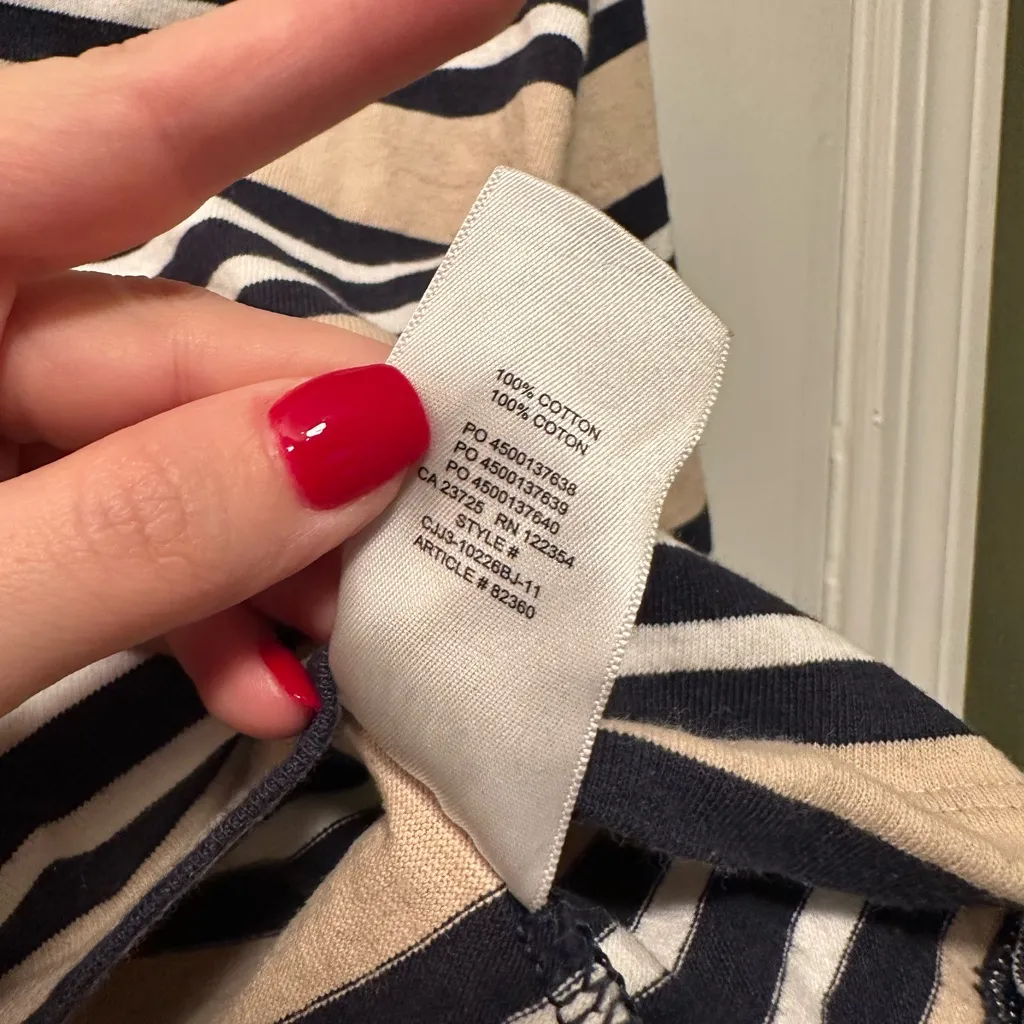 100% COTTON
100% COTON
PO 4500137638
PO 4500137639
PO 4500137640
CA 23725 RN 122354
STYLE #
CJJ3-10226BJ-11
ARTICLE # 82360